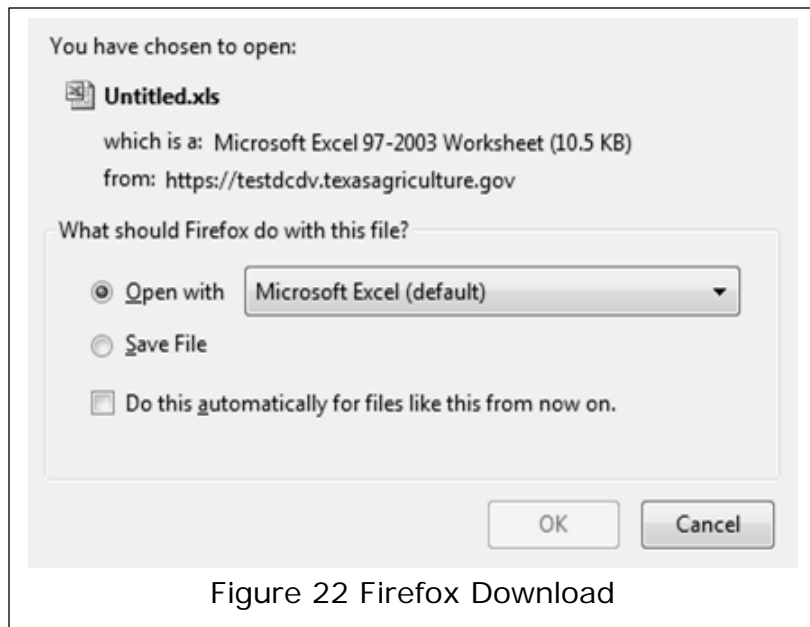 You have chosen to open:
Untitled.xls
which is a: Microsoft Excel 97-2003 Worksheet (10.5 KB)
from: https://testdcdv.texasagriculture.gov
What should Firefox do with this file?
Open with Microsoft Excel (default)
Save File
Do this automatically for files like this from now on.
OK Cancel
Figure 22 Firefox Download